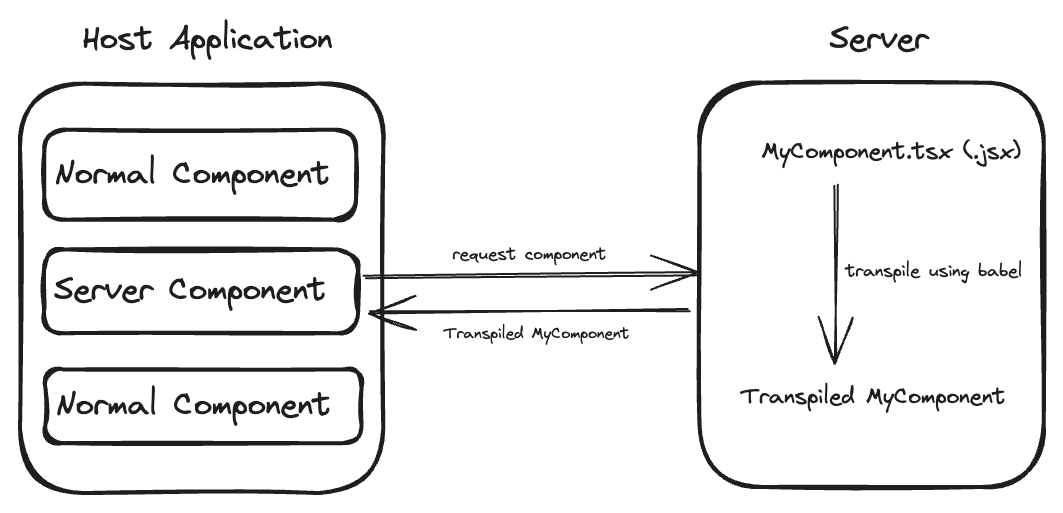 Host Application
Server
Normal Component
Server Component
Normal Component
request component
Transpiled MyComponent
MyComponent.tsx (.jsx)
transpile using babel
Transpiled MyComponent